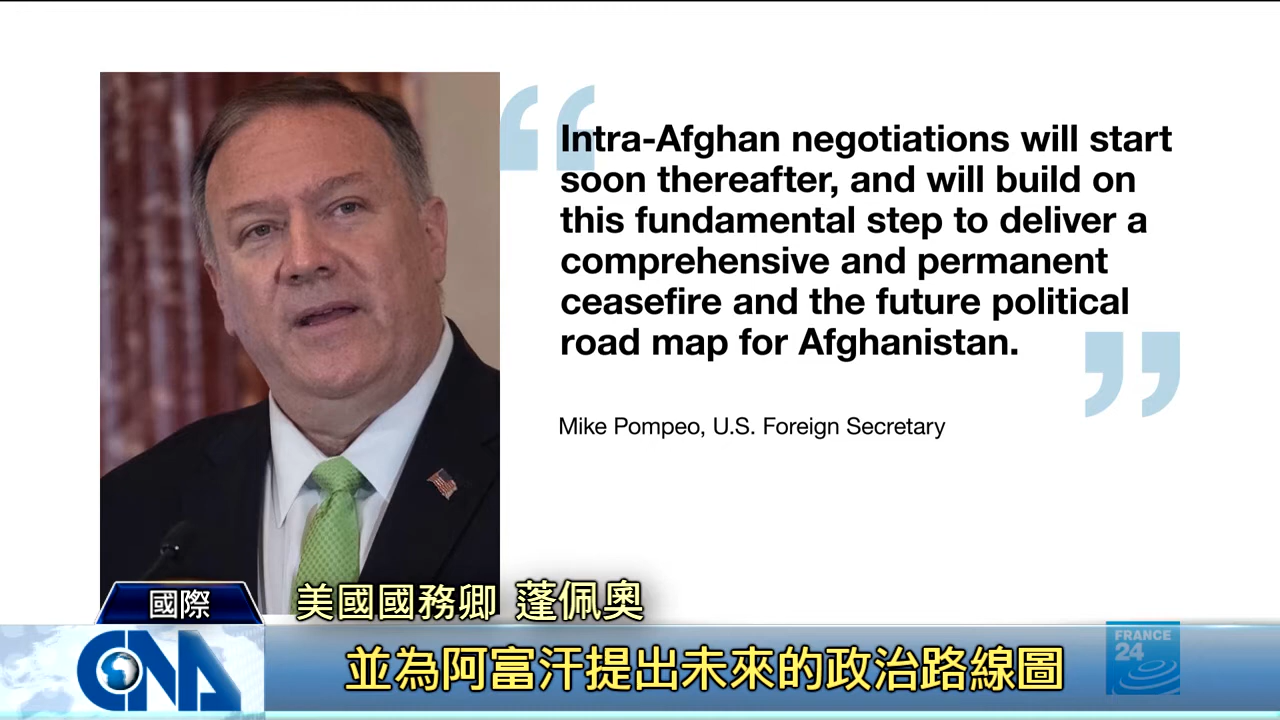 Intra-Afghan negotiations will start
soon thereafter, and will build on
this fundamental step to deliver a
comprehensive and permanent
ceasefire and the future political
road map for Afghanistan.
Mike Pompeo, U.S. Foreign Secretary
國際
美國國務卿 蓬佩奧
CNA
並為阿富汗提出未來的政治路線圖
FRANCE
24